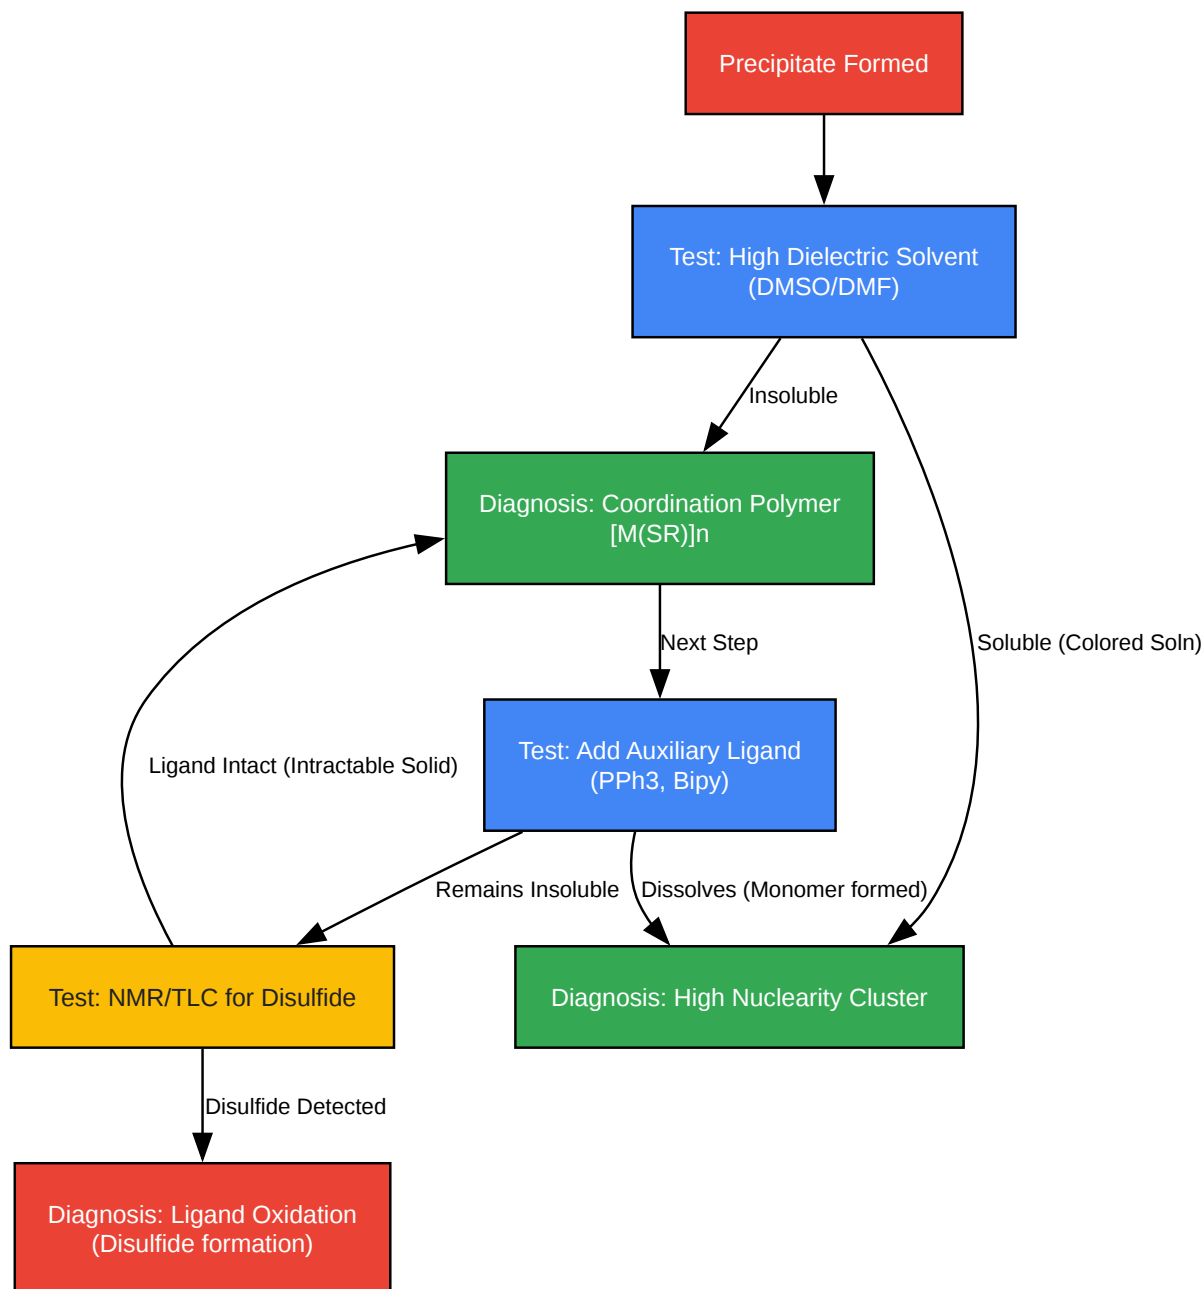 Precipitate Formed
Test: High Dielectric Solvent
(DMSO/DMF)
Insoluble
Diagnosis: Coordination Polymer
[M(SR)]n
Next Step
Soluble (Colored Soln)
Test: Add Auxiliary Ligand
(PPh3, Bipy)
Ligand Intact (Intractable Solid)
Remains Insoluble
Dissolves (Monomer formed)
Test: NMR/TLC for Disulfide
Diagnosis: High Nuclearity Cluster
Disulfide Detected
Diagnosis: Ligand Oxidation
(Disulfide formation)